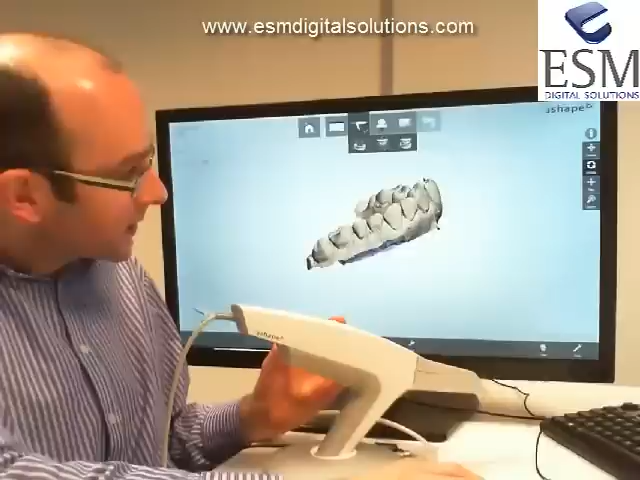 www.esmdigitalsolutions.com
ESM
DIGITAL SOLUTIONS
3shape
3shape